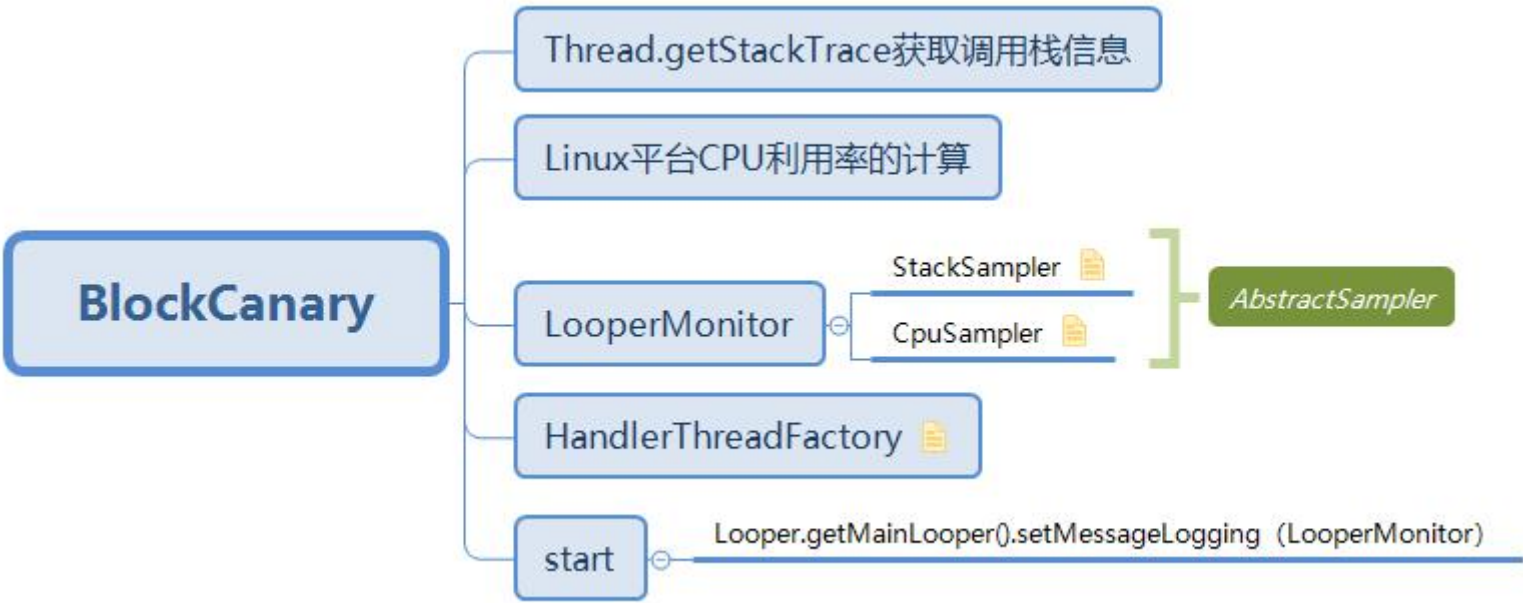 Thread.getStackTrace获取调用栈信息
Linux平台CPU利用率的计算
BlockCanary
LooperMonitor
StackSampler
CpuSampler
AbstractSampler
HandlerThreadFactory
start
Looper.getMainLooper().setMessageLogging（LooperMonitor）